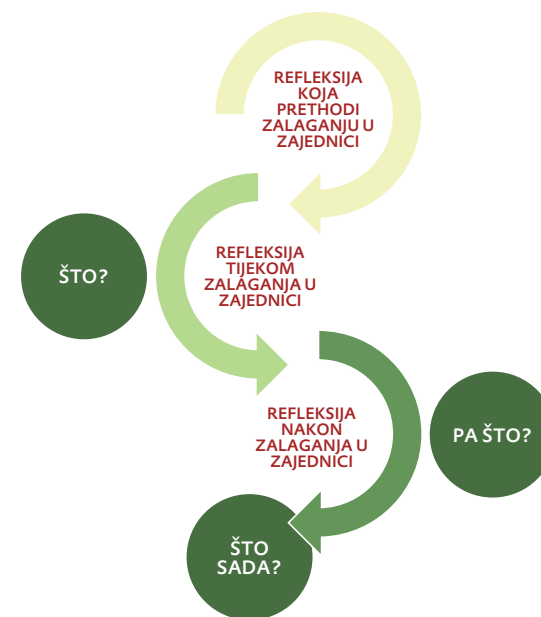 REFLEKSIJA
KOJA
PRETHODI
ZALAGANJU U
ZAJEDNICI
ŠTO?
REFLEKSIJA
TIJEKOM
ZALAGANJA U
ZAJEDNICI
REFLEKSIJA
NAKON
ZALAGANJA U
ZAJEDNICI
PA ŠTO?
ŠTO
SADA?